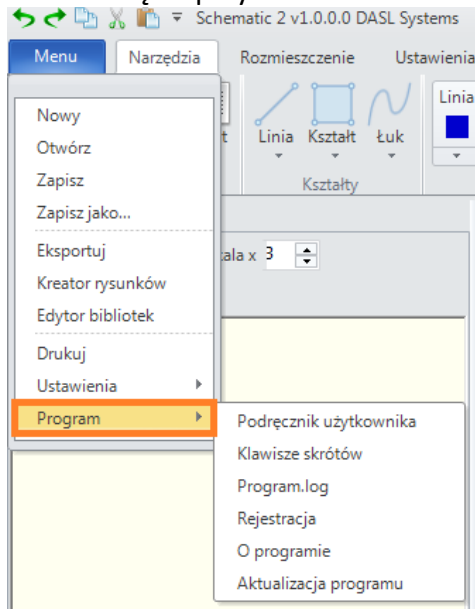 Schematic 2 v1.0.0.0 DASL Systems
Menu Narzędzia Rozmieszczenie Ustawienia
Linia Kształt Łuk Linia
Kształty
Nowy
Otwórz
Zapisz
Zapisz jako...
Eksportuj
Kreator rysunków
Edytor bibliotek
Drukuj
Ustawienia
Program
ala x 3
Podręcznik użytkownika
Klawisze skrótów
Program.log
Rejestracja
O programie
Aktualizacja programu